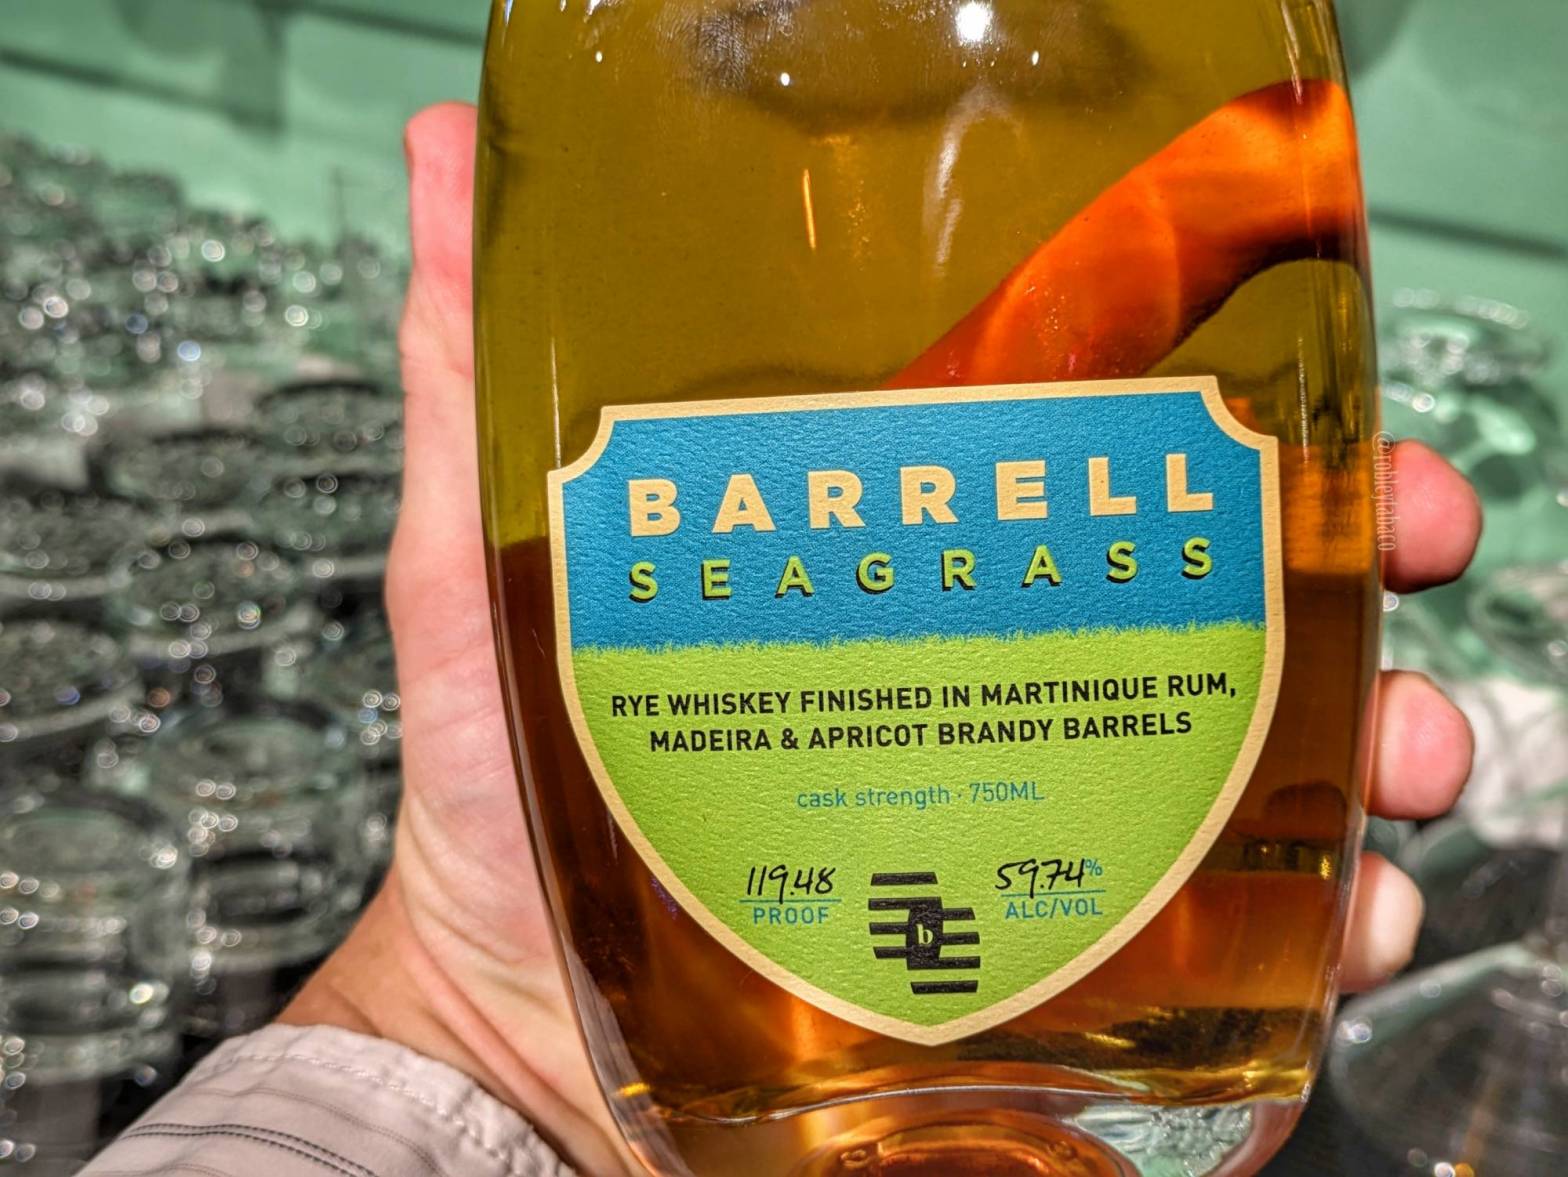 BARRELL
SEAGRASS
RYE WHISKEY FINISHED IN MARTINIQUE RUM,
MADEIRA & APRICOT BRANDY BARRELS
cask strength · 750ML
119.48
PROOF
b
59.74%
ALC/VOL